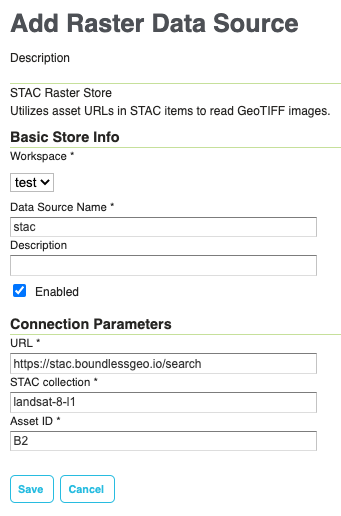 Add Raster Data Source
Description
STAC Raster Store
Utilizes asset URLs in STAC items to read GeoTIFF images.
Basic Store Info
Workspace *
test
Data Source Name *
stac
Description
Enabled
Connection Parameters
URL *
https://stac.boundlessgeo.io/search
STAC collection *
landsat-8-l1
Asset ID *
B2
Save Cancel